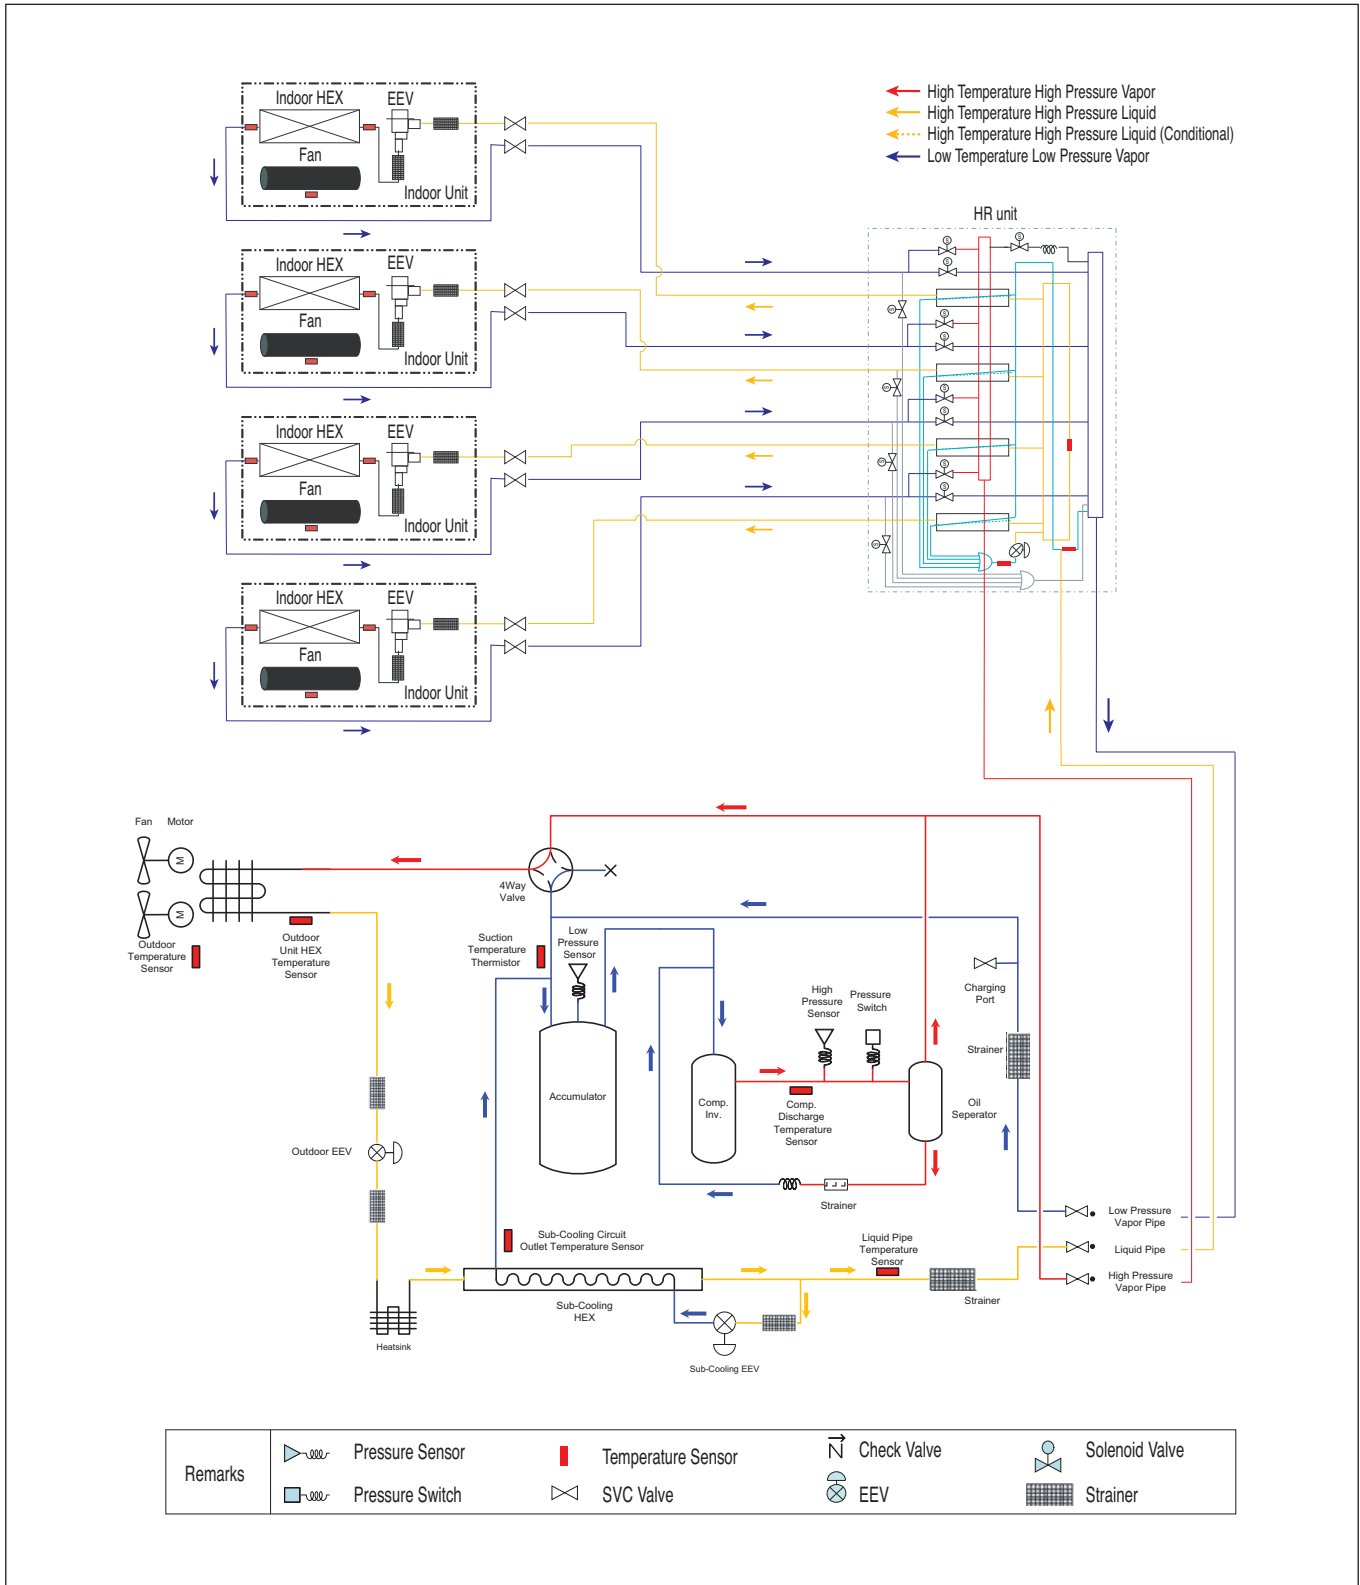 High Temperature High Pressure Vapor
High Temperature High Pressure Liquid
High Temperature High Pressure Liquid (Conditional)
Low Temperature Low Pressure Vapor
Indoor HEX
EEV
Fan
Indoor Unit
HR unit
S
S
S
S
S
S
S
S
S
S
S
S
S
Indoor HEX
EEV
Fan
Indoor Unit
Indoor HEX
EEV
Fan
Indoor Unit
Indoor HEX
EEV
Fan
Indoor Unit
Fan
Motor
M
M
4Way
Valve
Outdoor
Temperature
Sensor
Outdoor
Unit HEX
Temperature
Sensor
Suction
Temperature
Thermistor
Low
Pressure
Sensor
High
Pressure
Sensor
Pressure
Switch
Charging
Port
Strainer
Accumulator
Comp.
Inv.
Comp.
Discharge
Temperature
Sensor
Oil
Seperator
Outdoor EEV
Strainer
Sub-Cooling Circuit
Outlet Temperature Sensor
Liquid Pipe
Temperature
Sensor
Low Pressure
Vapor Pipe
Liquid Pipe
High Pressure
Vapor Pipe
Strainer
Sub-Cooling
HEX
Heatsink
Sub-Cooling EEV
Remarks
Pressure Sensor
Temperature Sensor
Check Valve
Solenoid Valve
Pressure Switch
SVC Valve
EEV
Strainer